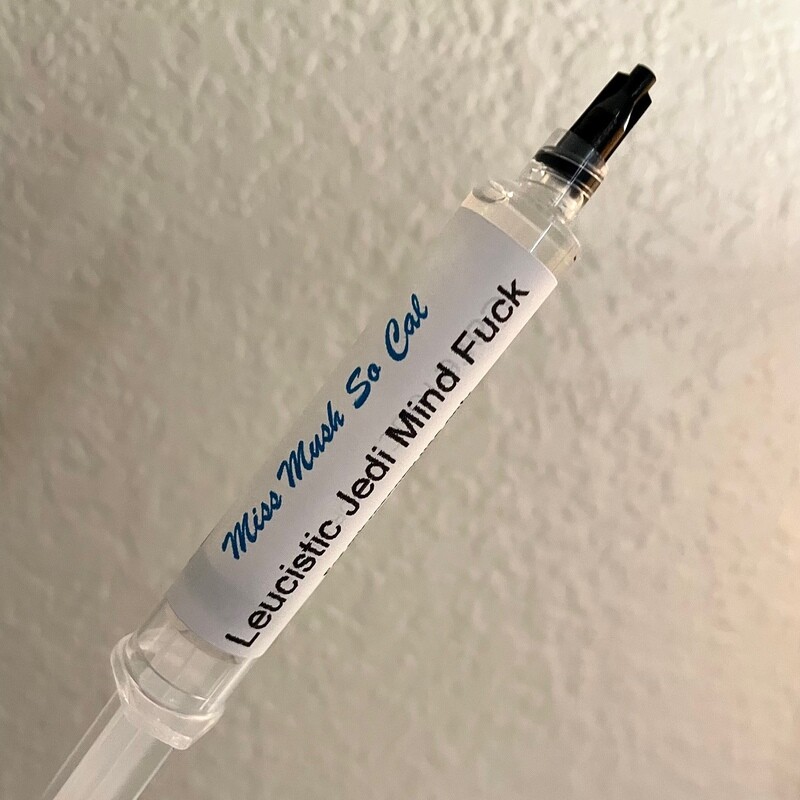 Miss Mush So Cal
Leucistic Jedi Mind Fuck